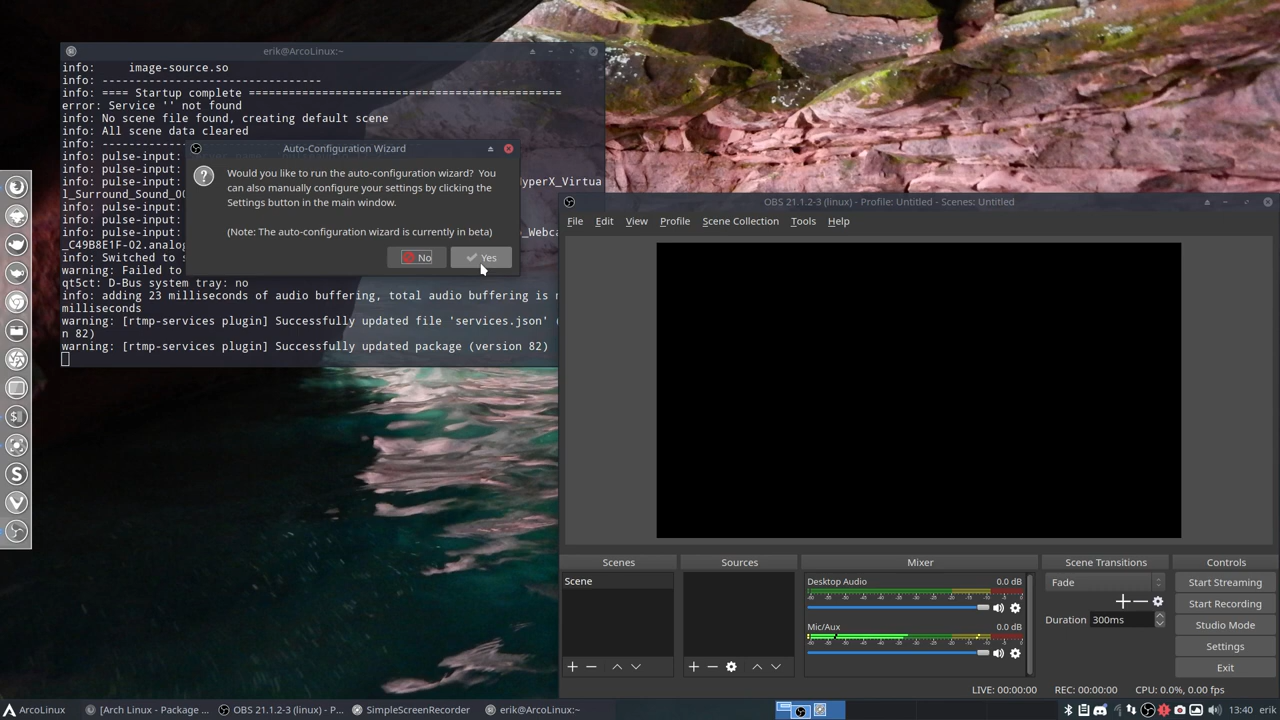 erik@ArcoLinux:~
info:     image-source.so
info: ---------------------------------
info: ==== Startup complete ===============================================
error: Service '' not found
info: No scene file found, creating default scene
info: All scene data cleared
info: ---------
info: pulse-input:
info: pulse-input:
info: pulse-input:
HyperX_Virtua
l_Surround_Sound_00
info: pulse-input:
info: pulse-input:
info: pulse-input:
_C49B8E1F-02.analog
info: Switched to s
warning: Failed to
qt5ct: D-Bus system tray: no
info: adding 23 milliseconds of audio buffering, total audio buffering is
milliseconds
warning: [rtmp-services plugin] Successfully updated file 'services.json' (
n 82)
warning: [rtmp-services plugin] Successfully updated package (version 82)
Auto-Configuration Wizard
Would you like to run the auto-configuration wizard?  You
can also manually configure your settings by clicking the
Settings button in the main window.
(Note: The auto-configuration wizard is currently in beta)
No
Yes
OBS 21.1.2-3 (linux) - Profile: Untitled - Scenes: Untitled
File Edit View Profile Scene Collection Tools Help
Scenes
Scene
Sources
Mixer
Desktop Audio 0.0 dB
Mic/Aux 0.0 dB
Scene Transitions
Fade
Duration 300ms
Controls
Start Streaming
Start Recording
Studio Mode
Settings
Exit
LIVE: 00:00:00 REC: 00:00:00 CPU: 0.0%, 0.00 fps
ArcoLinux [Arch Linux - Package ... OBS 21.1.2-3 (linux) - P... SimpleScreenRecorder erik@ArcoLinux:~ 13:40 erik